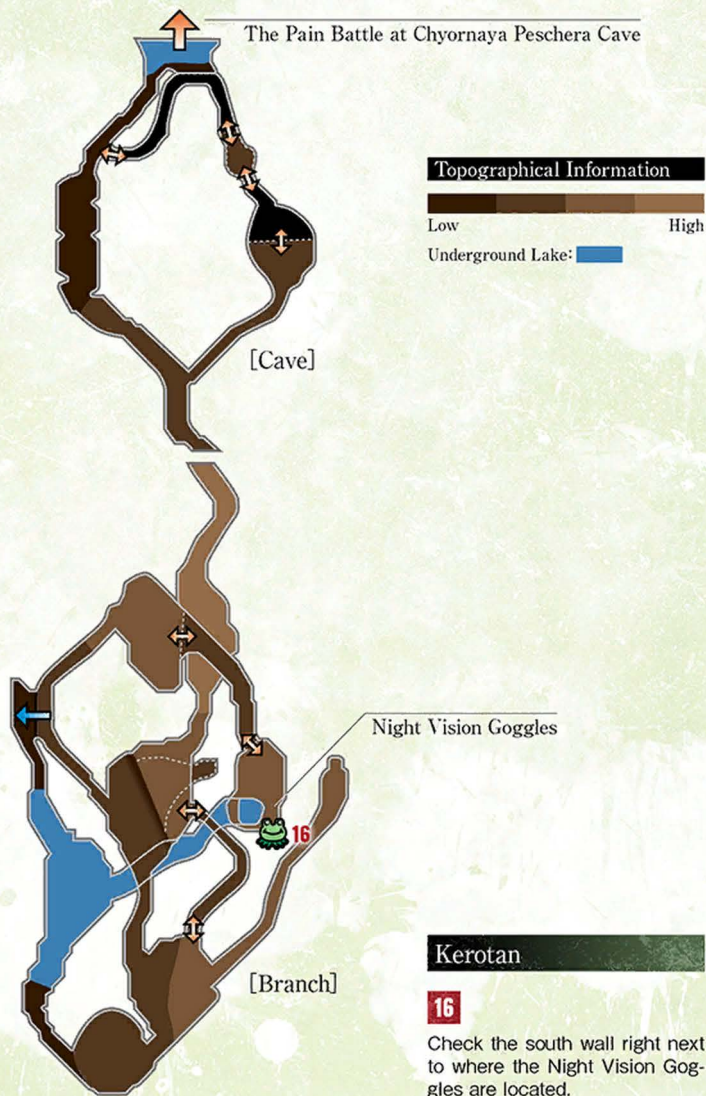 The Pain Battle at Chyornaya Peschera Cave
Topographical Information
Low High
Underground Lake:
[Cave]
Night Vision Goggles
16
[Branch]
Kerotan
16
Check the south wall right next
to where the Night Vision Gog-
gles are located.